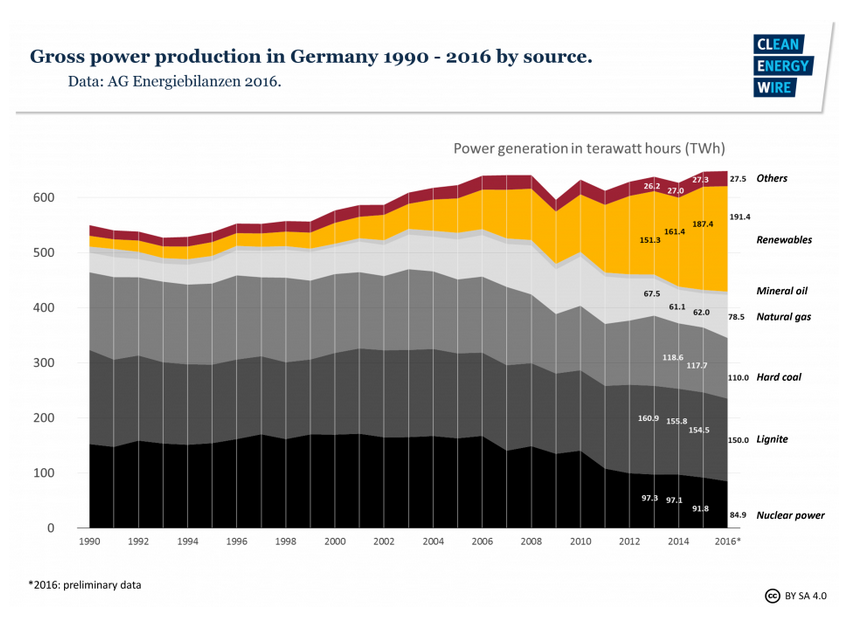 Gross power production in Germany 1990 - 2016 by source.
Data: AG Energiebilanzen 2016.
CLEAN
ENERGY
WIRE
Power generation in terawatt hours (TWh)
600
500
400
300
200
100
0
26.2 27.0 27.3 27.5 Others
151.3 161.4 187.4 191.4 Renewables
Mineral oil
67.5 61.1 62.0 78.5 Natural gas
118.6 117.7 110.0 Hard coal
160.9 155.8 154.5 150.0 Lignite
97.3 97.1 91.8 84.9 Nuclear power
1990 1992 1994 1996 1998 2000 2002 2004 2006 2008 2010 2012 2014 2016*
*2016: preliminary data
cc BY SA 4.0